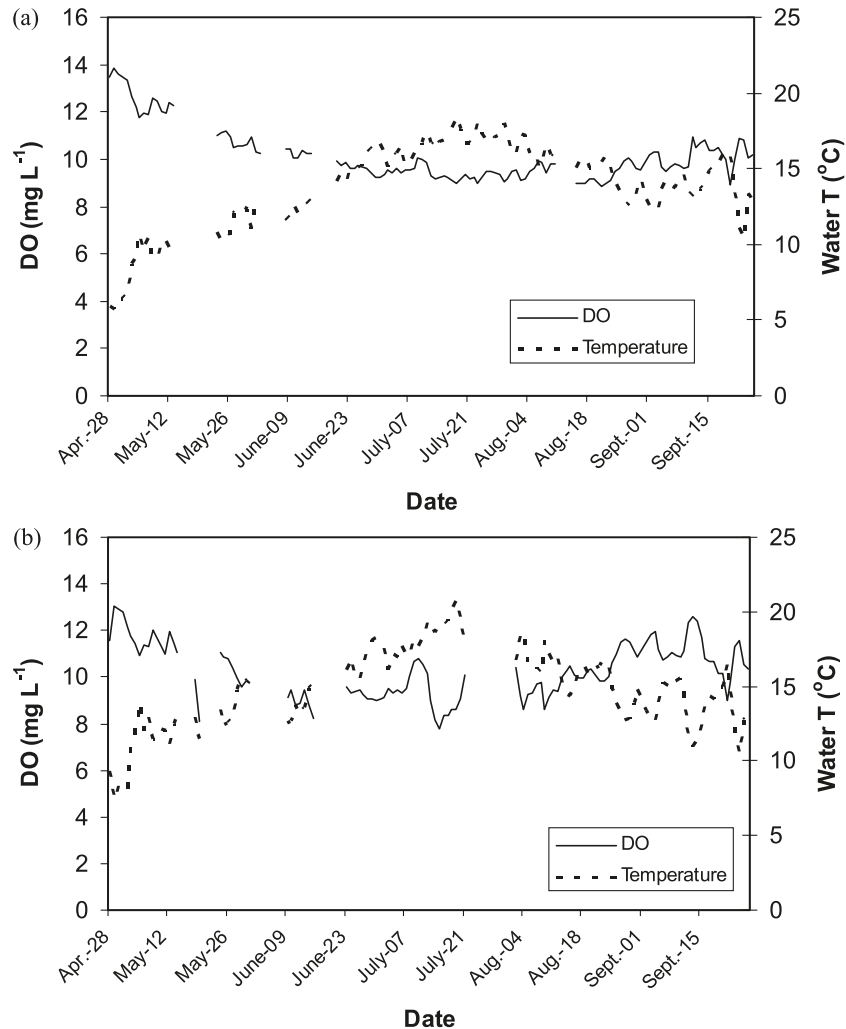 (a)
16
14
12
10
8
6
4
2
0
DO (mg L-1)
25
20
15
10
5
0
Water T (oC)
DO
Temperature
Apr.-28
May-12
May-26
June-09
June-23
July-07
July-21
Aug.-04
Aug.-18
Sept.-01
Sept.-15
Date
(b)
16
14
12
10
8
6
4
2
0
DO (mg L-1)
25
20
15
10
5
0
Water T (oC)
DO
Temperature
Apr.-28
May-12
May-26
June-09
June-23
July-07
July-21
Aug.-04
Aug.-18
Sept.-01
Sept.-15
Date